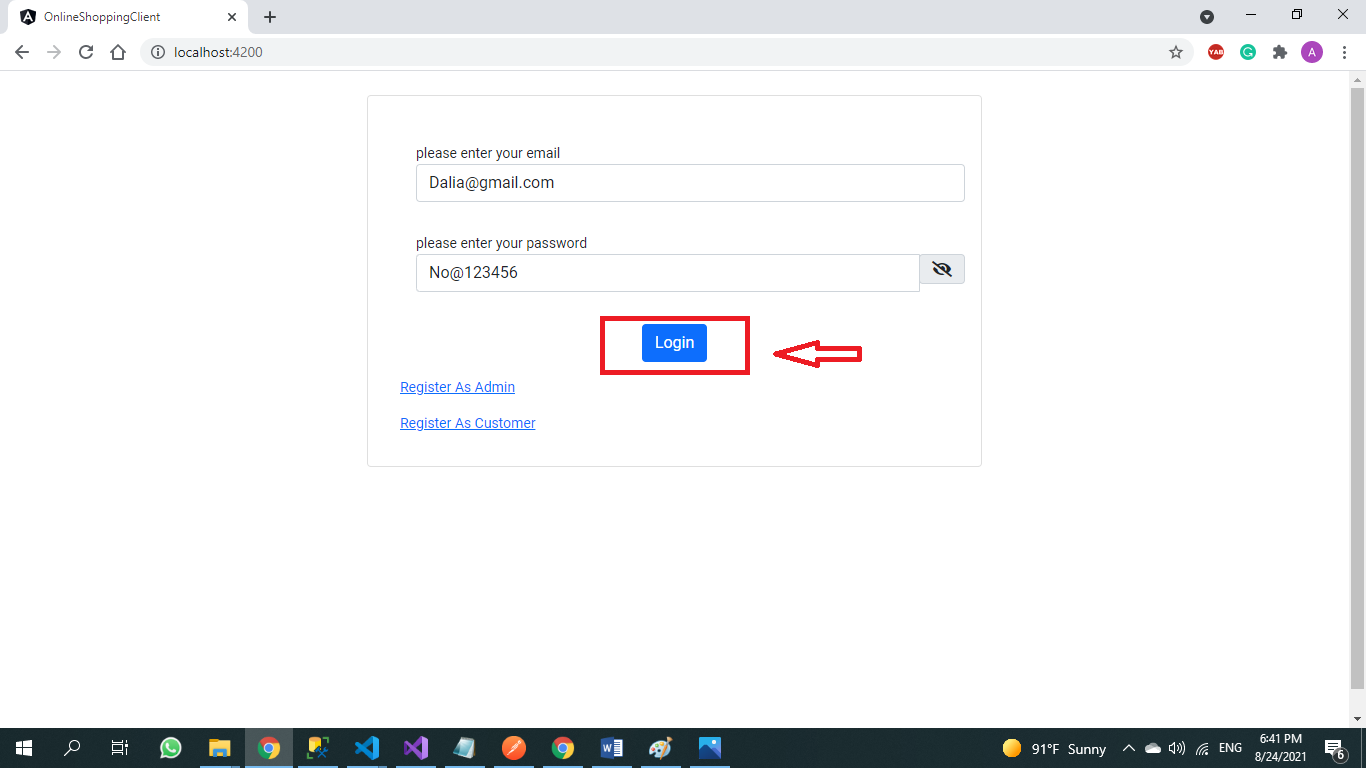 OnlineShoppingClient
localhost:4200
YAB
A
please enter your email
Dalia@gmail.com
please enter your password
No@123456
Login
Register As Admin
Register As Customer
91°F Sunny
ENG
6:41 PM
8/24/2021
6